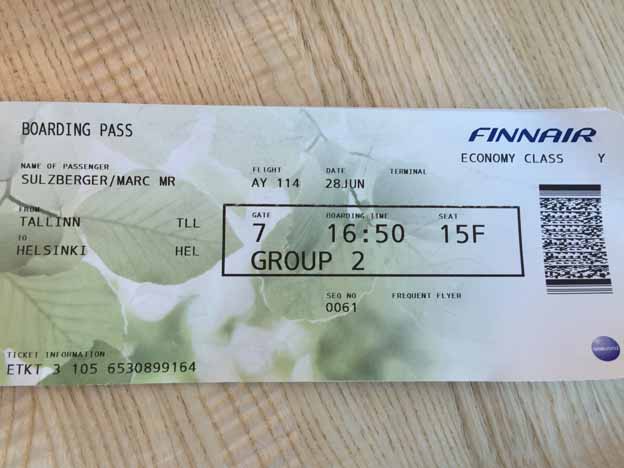 BOARDING PASS
FINNAIR
ECONOMY CLASS Y
NAME OF PASSENGER FLIGHT DATE TERMINAL
SULZBERGER/MARC MR AY 114 28JUN
FROM
TALLINN TLL
TO
HELSINKI HEL
GATE BOARDING TIME SEAT
7 16:50 15F
GROUP 2
SEQ NO FREQUENT FLYER
0061
TICKET INFORMATION
ETKT 3 105 6530899164